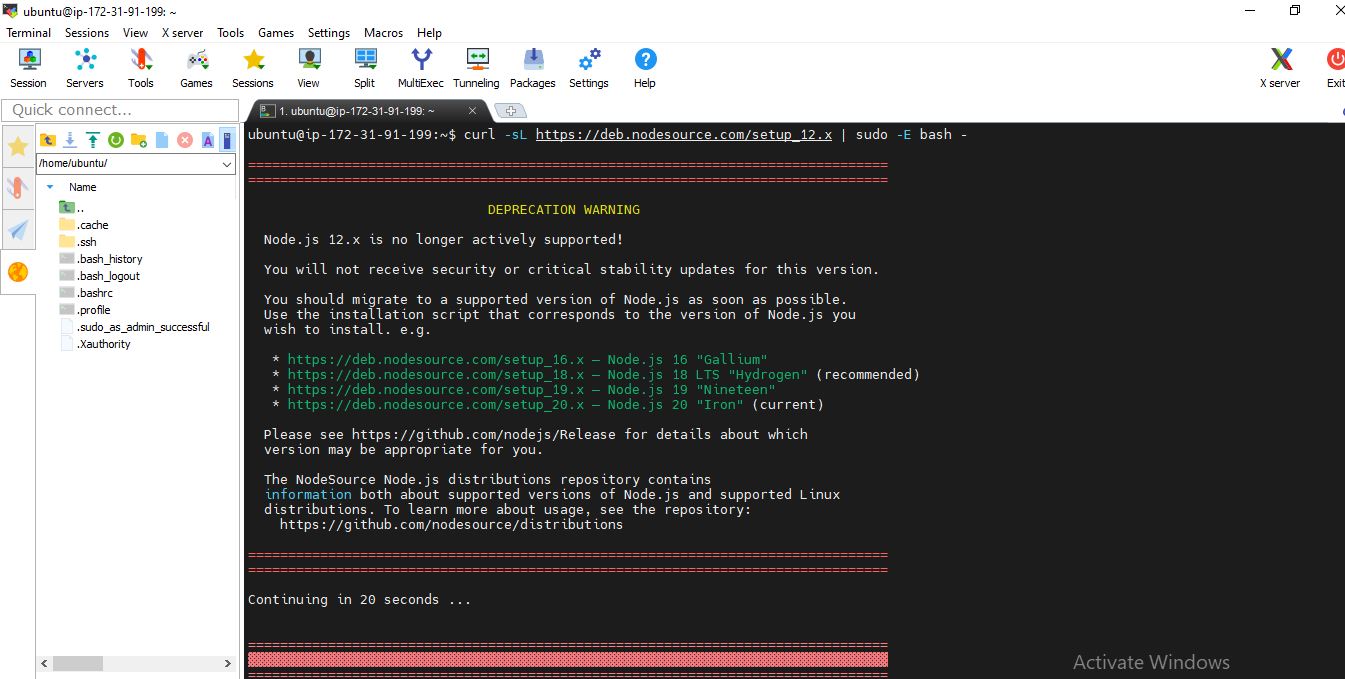 ubuntu@ip-172-31-91-199: ~
Terminal Sessions View X server Tools Games Settings Macros Help
Session Servers Tools Games Sessions View Split MultiExec Tunneling Packages Settings Help X server Exit
Quick connect...
1. ubuntu@ip-172-31-91-199: ~
/home/ubuntu/
Name
..
.cache
.ssh
.bash_history
.bash_logout
.bashrc
.profile
.sudo_as_admin_successful
.Xauthority
ubuntu@ip-172-31-91-199:~$ curl -sL https://deb.nodesource.com/setup_12.x | sudo -E bash -
================================================================================
================================================================================
DEPRECATION WARNING
Node.js 12.x is no longer actively supported!
You will not receive security or critical stability updates for this version.
You should migrate to a supported version of Node.js as soon as possible.
Use the installation script that corresponds to the version of Node.js you
wish to install. e.g.
* https://deb.nodesource.com/setup_16.x — Node.js 16 "Gallium"
* https://deb.nodesource.com/setup_18.x — Node.js 18 LTS "Hydrogen" (recommended)
* https://deb.nodesource.com/setup_19.x — Node.js 19 "Nineteen"
* https://deb.nodesource.com/setup_20.x — Node.js 20 "Iron" (current)
Please see https://github.com/nodejs/Release for details about which
version may be appropriate for you.
The NodeSource Node.js distributions repository contains
information both about supported versions of Node.js and supported Linux
distributions. To learn more about usage, see the repository:
https://github.com/nodesource/distributions
================================================================================
================================================================================
Continuing in 20 seconds ...
================================================================================
================================================================================
Activate Windows